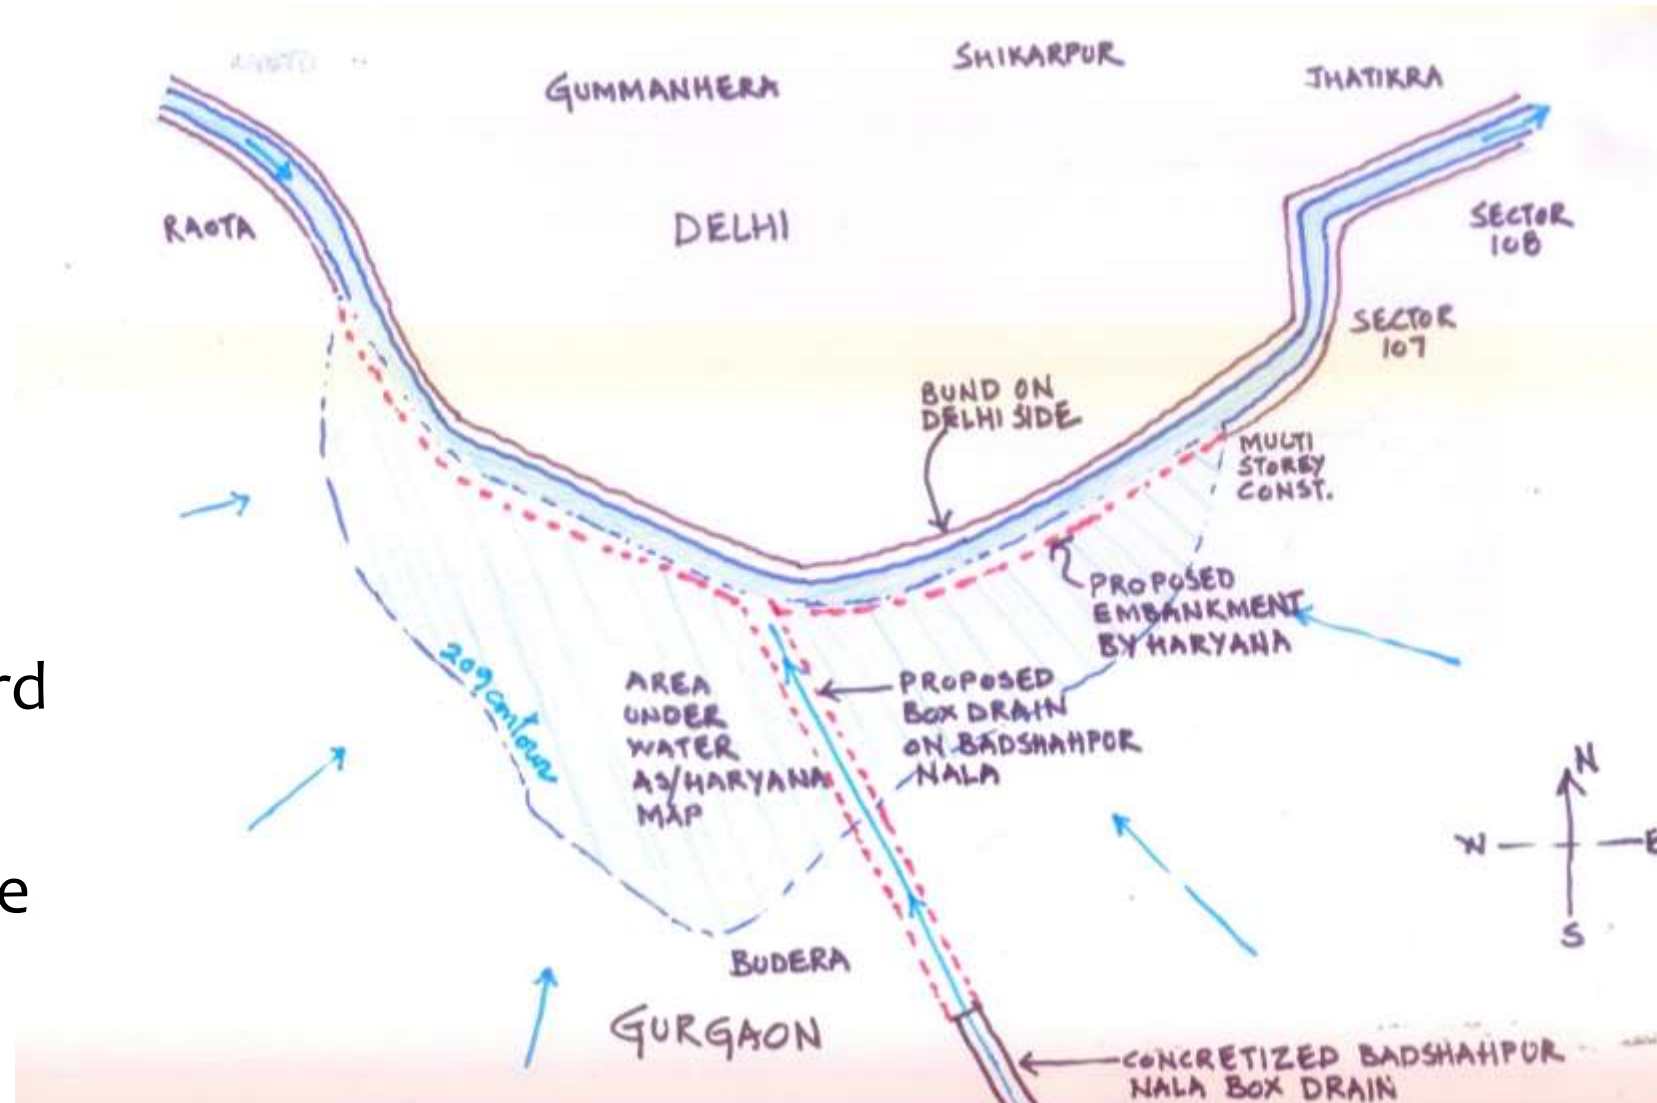 SHIKARPUR
GUMMANHERA
JHATIKRA
RAOTA
DELHI
SECTOR
108
SECTOR
107
BUND ON
DELHI SIDE
MULTI
STOREY
CONST.
PROPOSED
EMBANKMENT
BY HARYANA
209 contour
AREA
UNDER
WATER
AS/HARYANA
MAP
PROPOSED
BOX DRAIN
ON BADSHAHPUR
NALA
rd
e
N
W
E
S
BUDERA
GURGAON
CONCRETIZED BADSHAHPUR
NALA BOX DRAIN